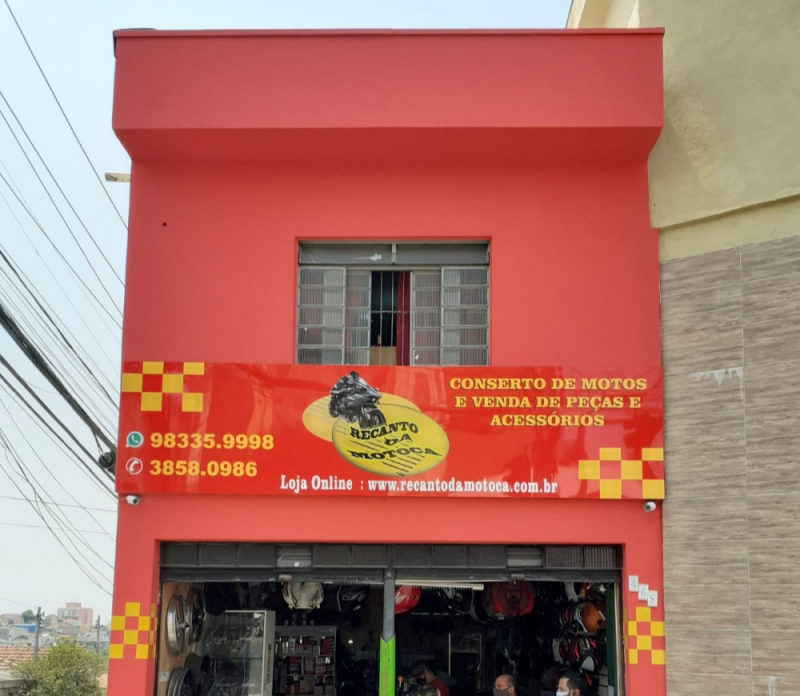 CONSERTO DE MOTOS
E VENDA DE PEÇAS E
ACESSÓRIOS
RECANTO
DA
MOTOCA
98335.9998
3858.0986
Loja Online : www.recantodamotoca.com.br